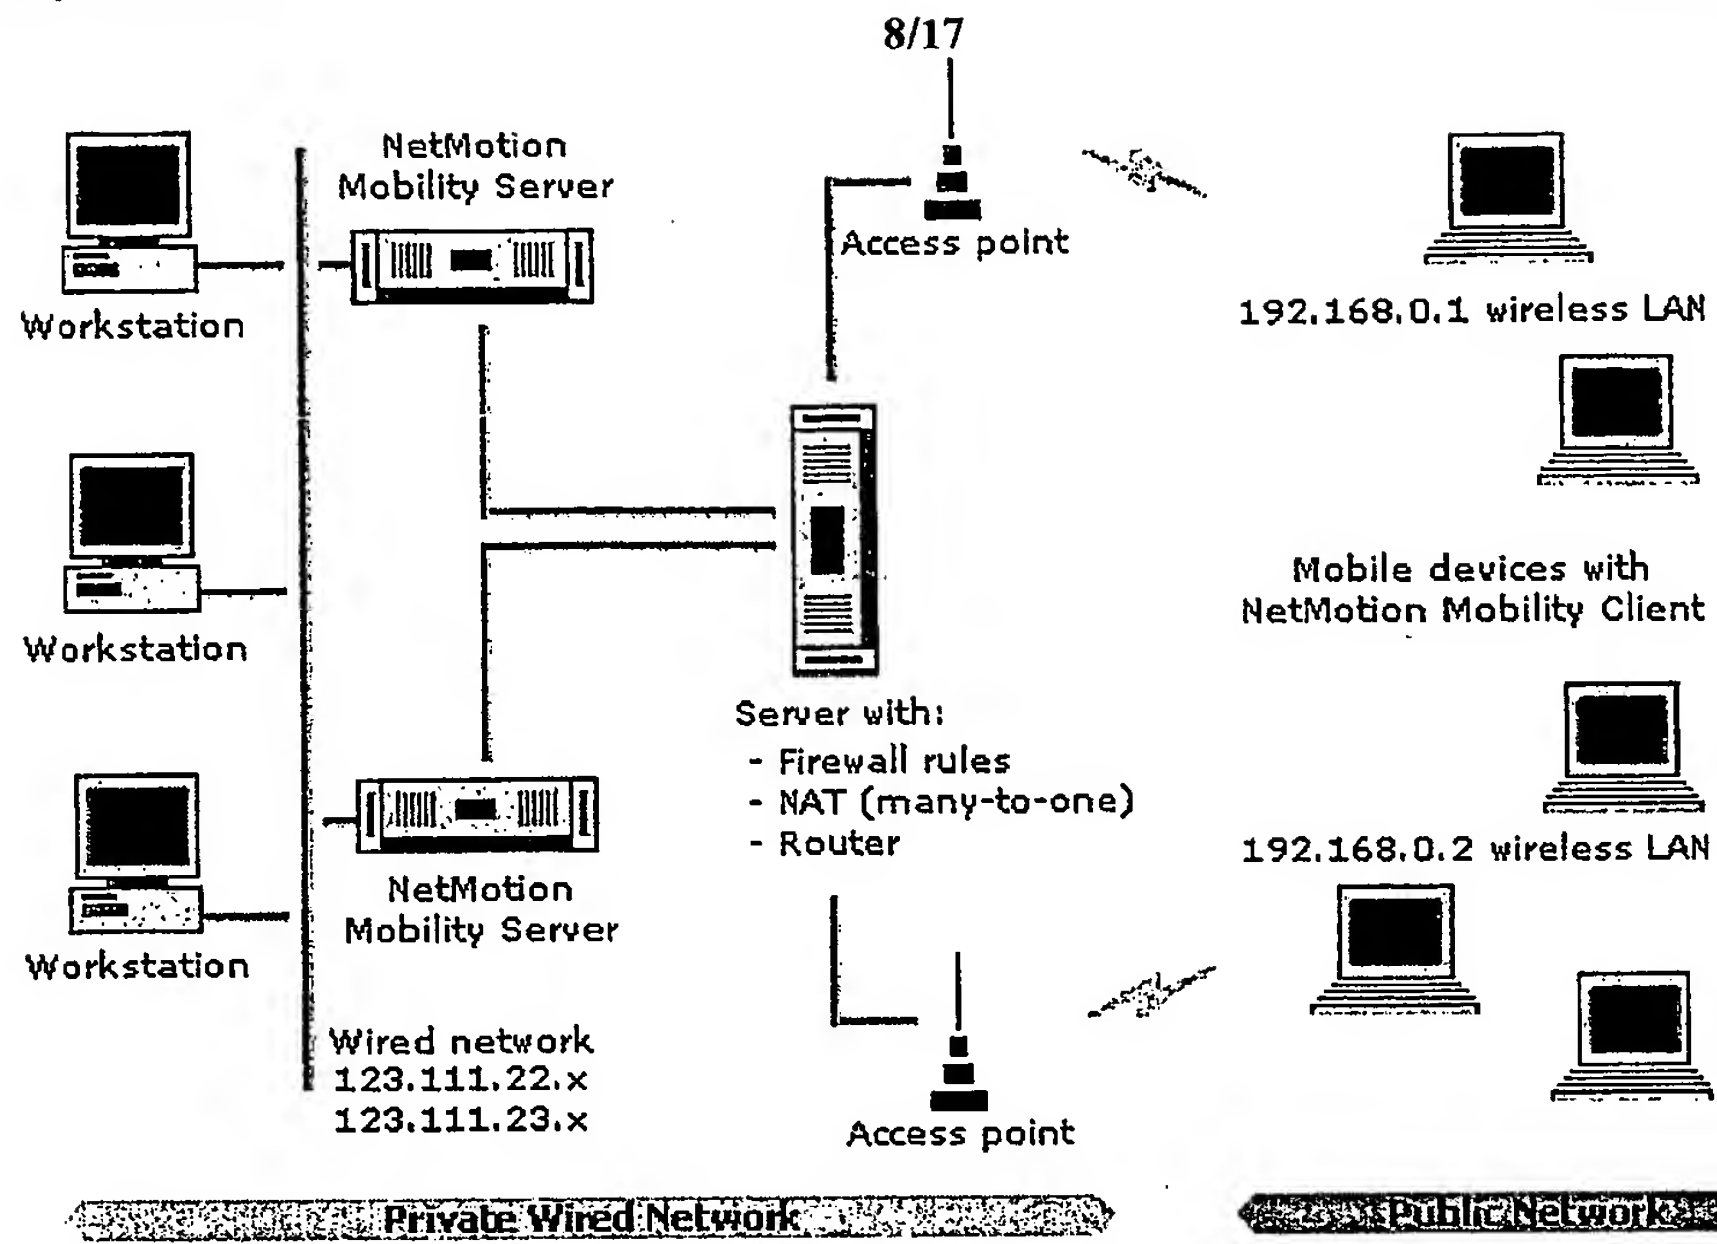 8/17
NetMotion
Mobility Server
Access point
Workstation
192.168.0.1 wireless LAN
Workstation
Mobile devices with
NetMotion Mobility Client
Server with:
- Firewall rules
- NAT (many-to-one)
- Router
192.168.0.2 wireless LAN
NetMotion
Mobility Server
Workstation
Wired network
123.111.22.x
123.111.23.x
Access point
Private Wired Network
Public Network